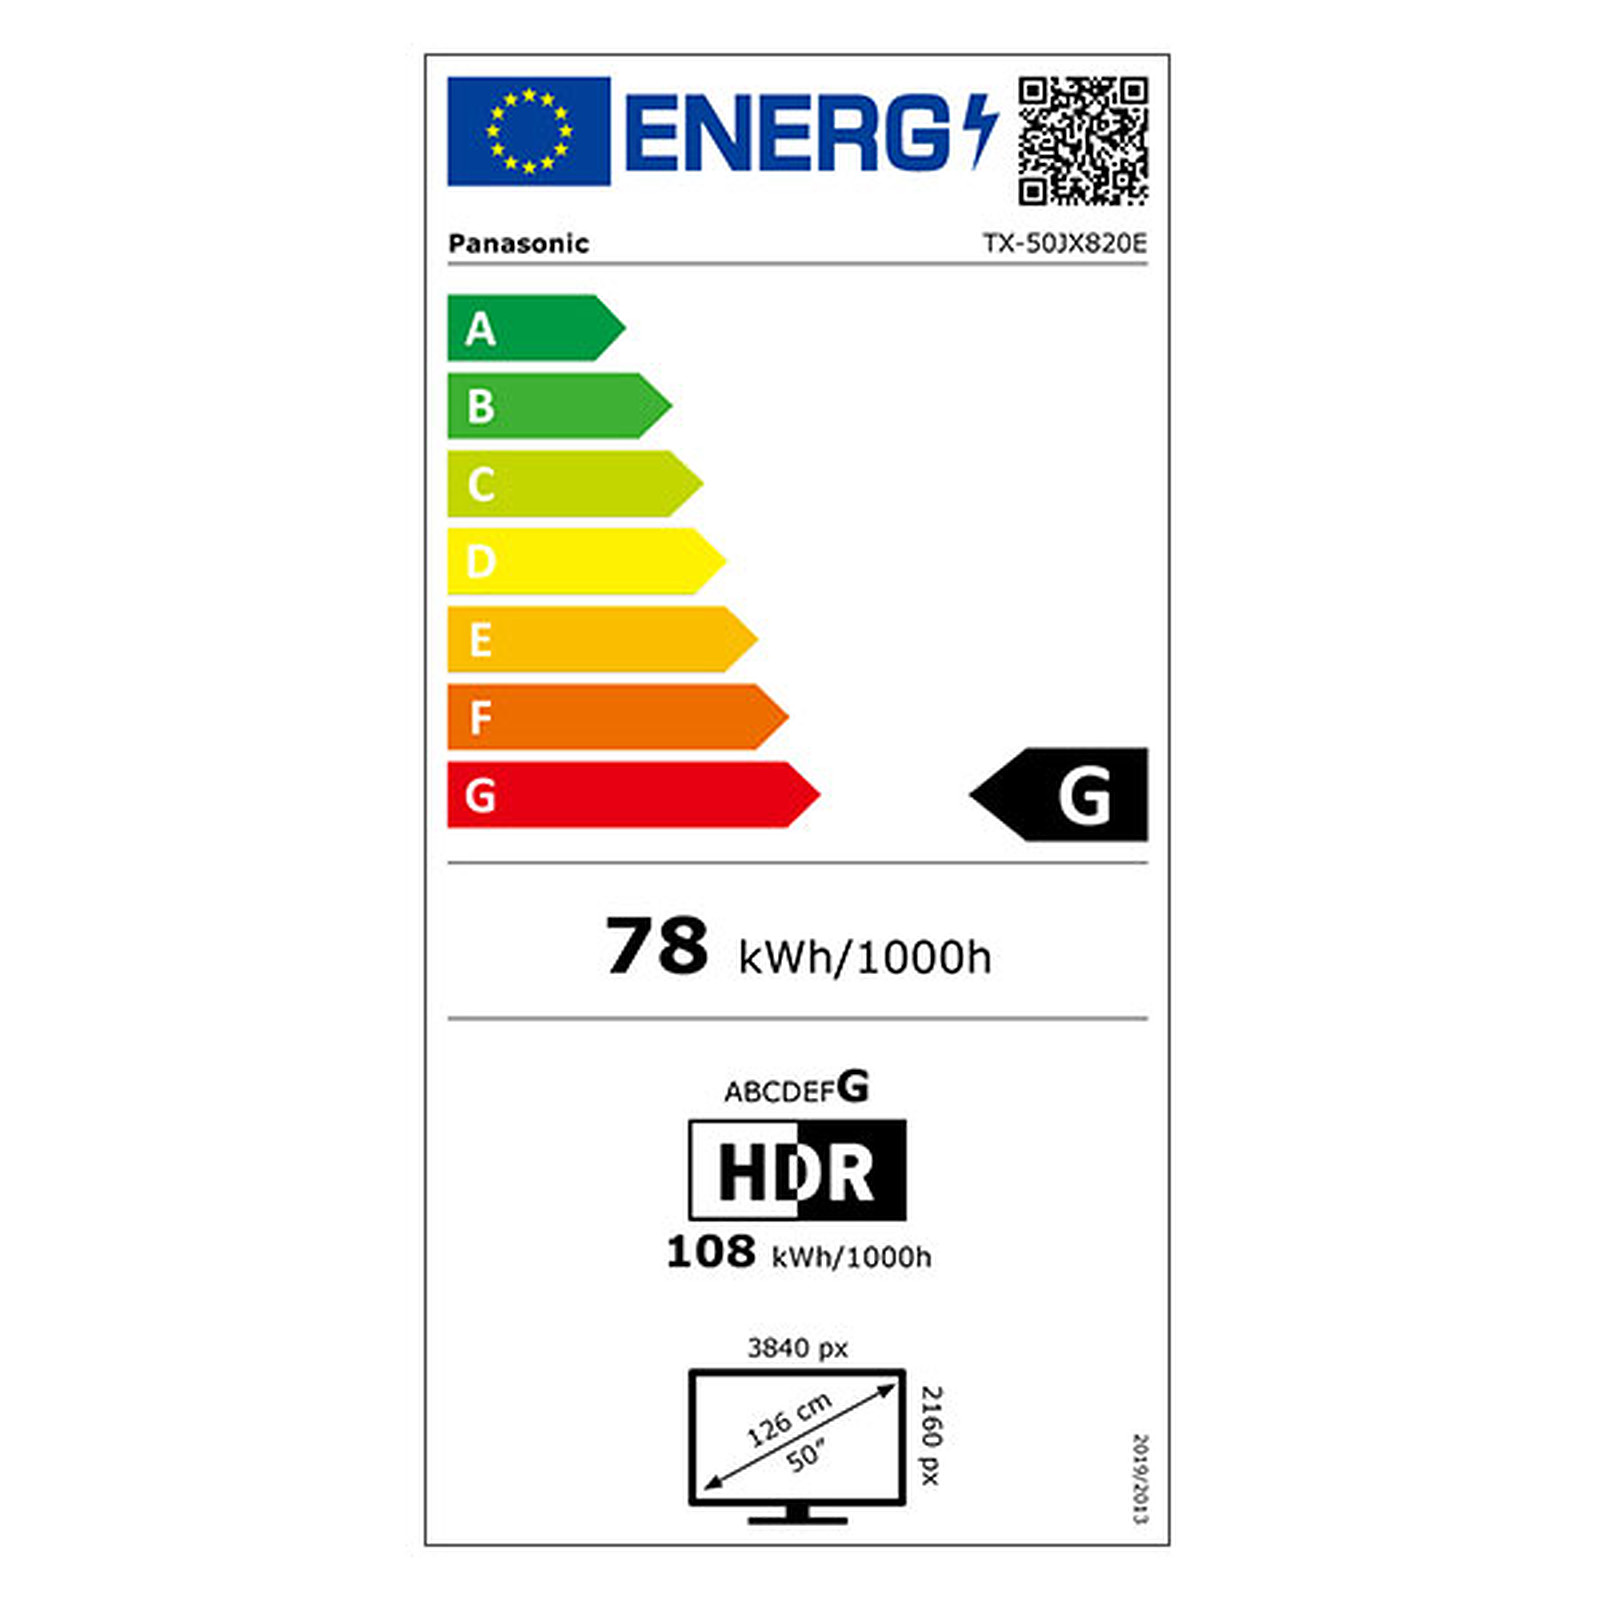 ENERG
Panasonic TX-50JX820E
A
B
C
D
E
F
G
G
78 kWh/1000h
ABCDEFG
HDR
108 kWh/1000h
3840 px
126 cm
50"
2160 px
2019/2013